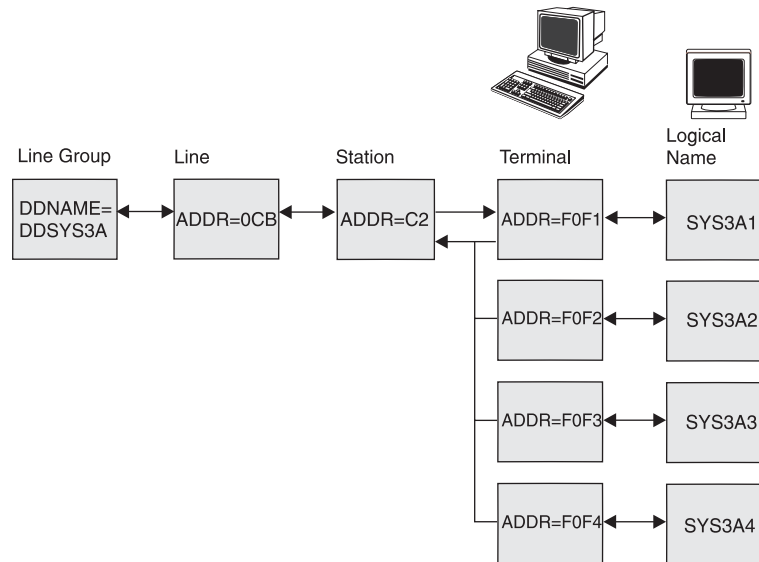 Line Group
Line
Station
Terminal
Logical
Name
DDNAME=
DDSYS3A
ADDR=0CB
ADDR=C2
ADDR=F0F1
SYS3A1
ADDR=F0F2
SYS3A2
ADDR=F0F3
SYS3A3
ADDR=F0F4
SYS3A4